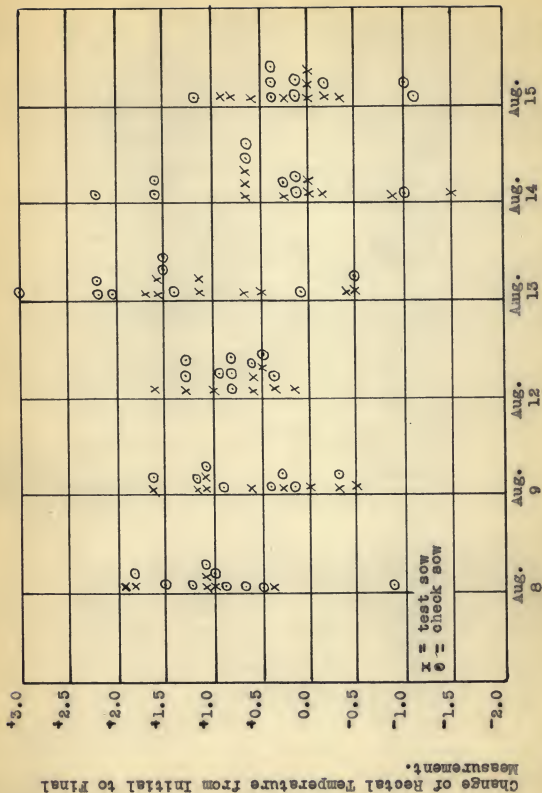 Change of Rectal Temperature from Initial to Final
Measurement.
+3.0
+2.5
+2.0
+1.5
+1.0
+0.5
0.0
-0.5
-1.0
-1.5
-2.0
x = test sow
⊙ = check sow
Aug. Aug. Aug. Aug. Aug. Aug.
8 9 12 13 14 15